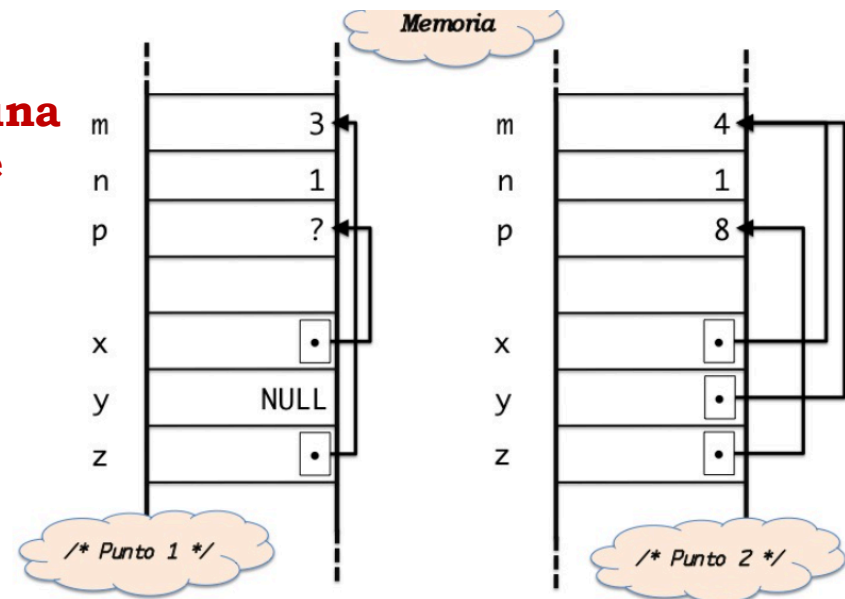 Memoria
m 3
n 1
p ?
x
y NULL
z
/* Punto 1 */
m 4
n 1
p 8
x
y
z
/* Punto 2 */